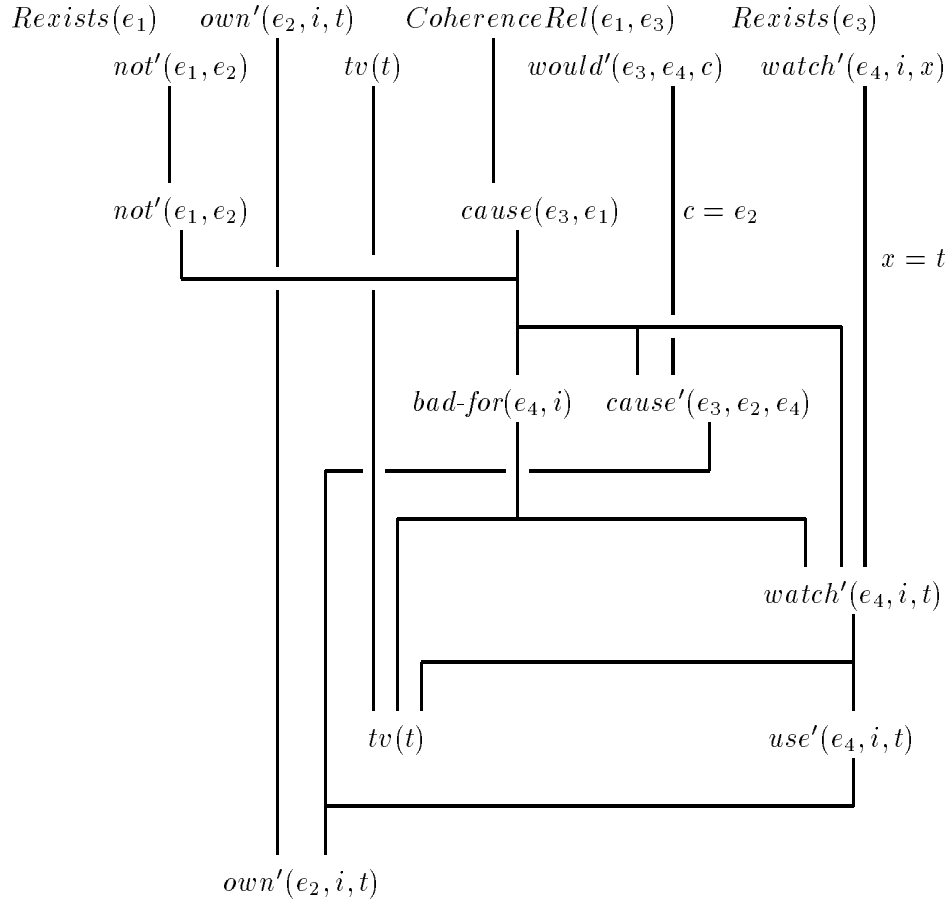 Rexists(e₁) own′(e₂, i, t) CoherenceRel(e₁, e₃) Rexists(e₃)
not′(e₁, e₂) tv(t) would′(e₃, e₄, c) watch′(e₄, i, x)
not′(e₁, e₂) cause(e₃, e₁) c = e₂
x = t
bad-for(e₄, i) cause′(e₃, e₂, e₄)
watch′(e₄, i, t)
tv(t) use′(e₄, i, t)
own′(e₂, i, t)